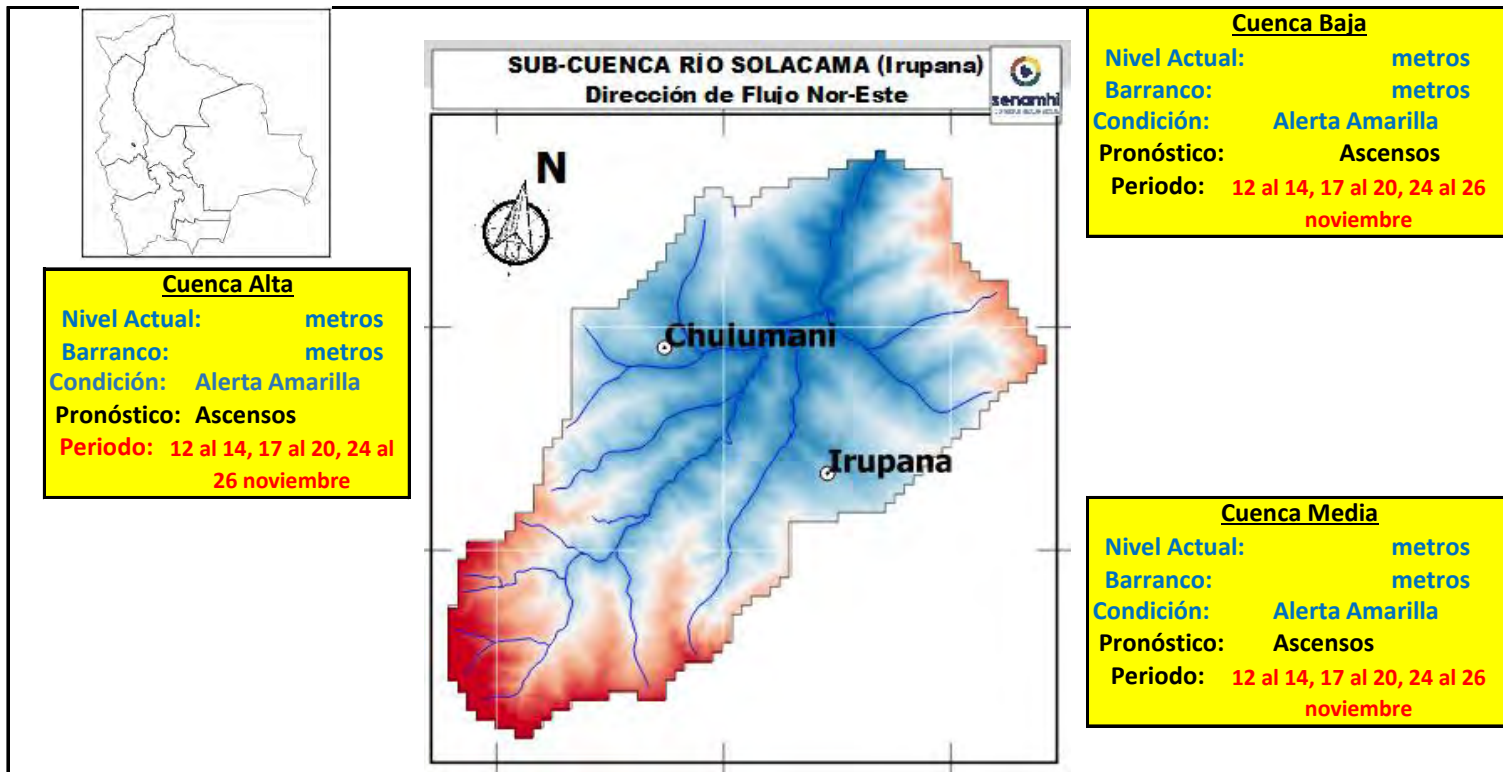 SUB-CUENCA RÍO SOLACAMA (Irupana)
Dirección de Flujo Nor-Este
senamhi
N
Chulumani
Irupana
Cuenca Alta
Nivel Actual: metros
Barranco: metros
Condición: Alerta Amarilla
Pronóstico: Ascensos
Periodo: 12 al 14, 17 al 20, 24 al
26 noviembre
Cuenca Baja
Nivel Actual: metros
Barranco: metros
Condición: Alerta Amarilla
Pronóstico: Ascensos
Periodo: 12 al 14, 17 al 20, 24 al 26
noviembre
Cuenca Media
Nivel Actual: metros
Barranco: metros
Condición: Alerta Amarilla
Pronóstico: Ascensos
Periodo: 12 al 14, 17 al 20, 24 al 26
noviembre